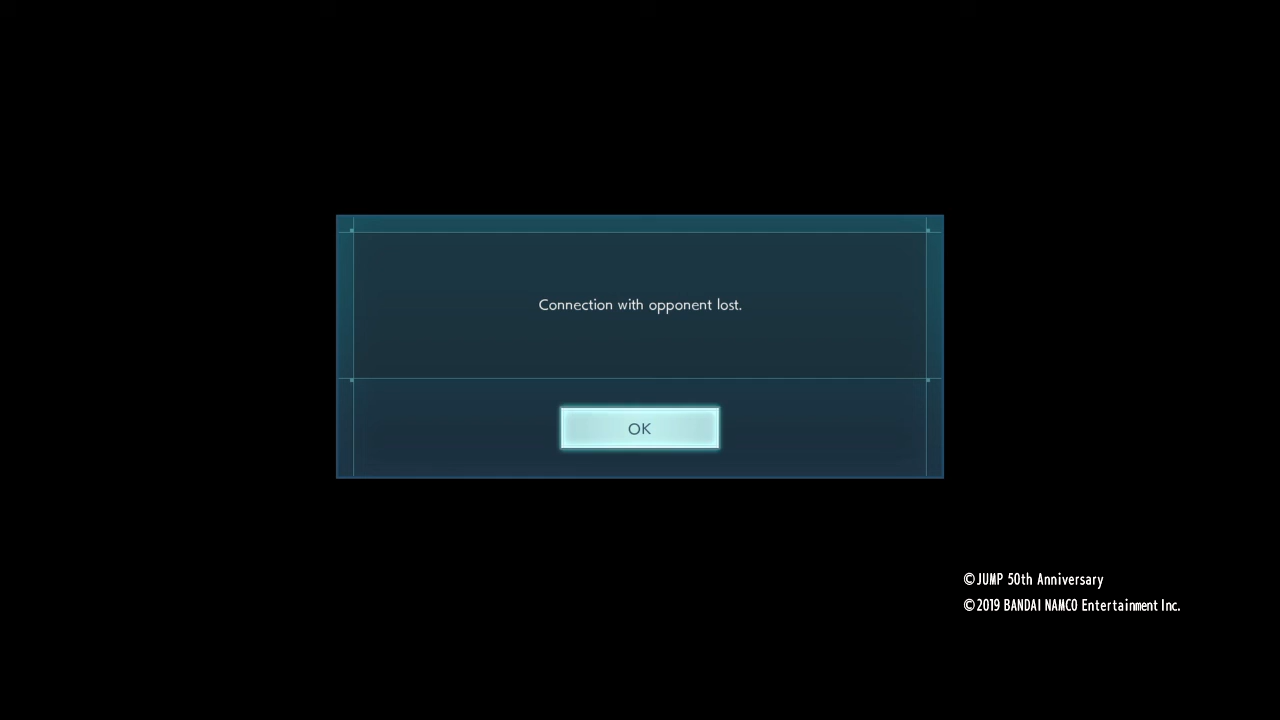 Connection with opponent lost.
OK
©JUMP 50th Anniversary
©2019 BANDAI NAMCO Entertainment Inc.